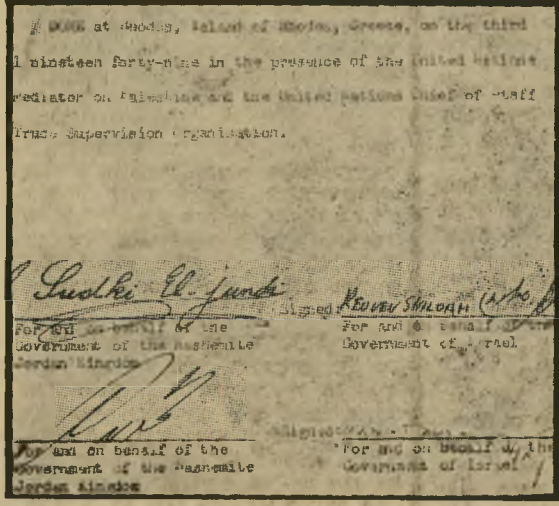 DONE at Rhodes, Island of Rhodes, Greece, on the third
l nineteen forty-nine in the presence of the United Nations
rediator on Palestine and the United Nations Chief of Staff
Truce Supervision Organization.
Sudki El-jundi
Signed REUVEN SHILOAH
For and on behalf of the
Government of the Hashemite
Jordan Kingdom
For and on behalf of the
Government of Israel
Signed
For and on behalf of the
Government of the Hashemite
Jordan Kingdom
For and on behalf of the
Government of Israel